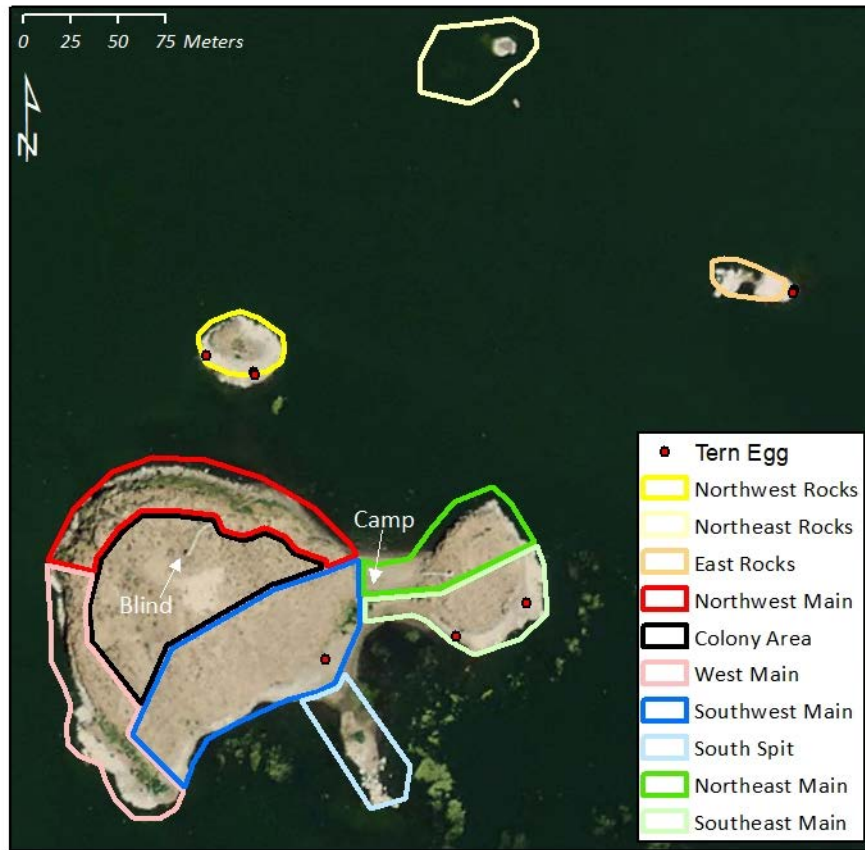 0 25 50 75 Meters
N
Camp
Blind
Tern Egg
Northwest Rocks
Northeast Rocks
East Rocks
Northwest Main
Colony Area
West Main
Southwest Main
South Spit
Northeast Main
Southeast Main